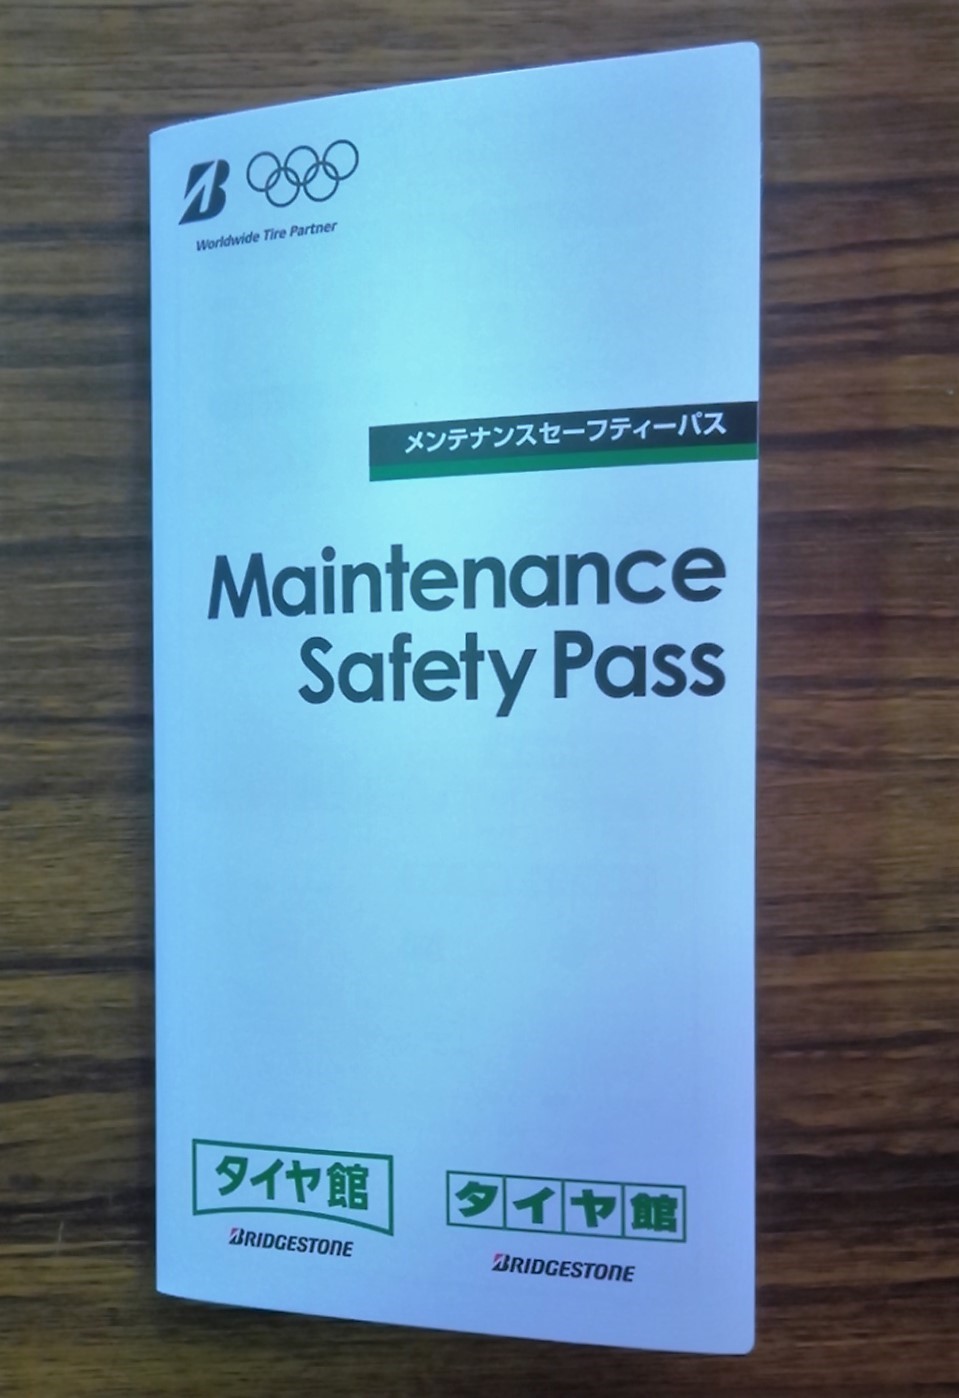 B
Worldwide Tire Partner
メンテナンスセーフティーパス
Maintenance
Safety Pass
タイヤ館
BRIDGESTONE
タイヤ館
BRIDGESTONE